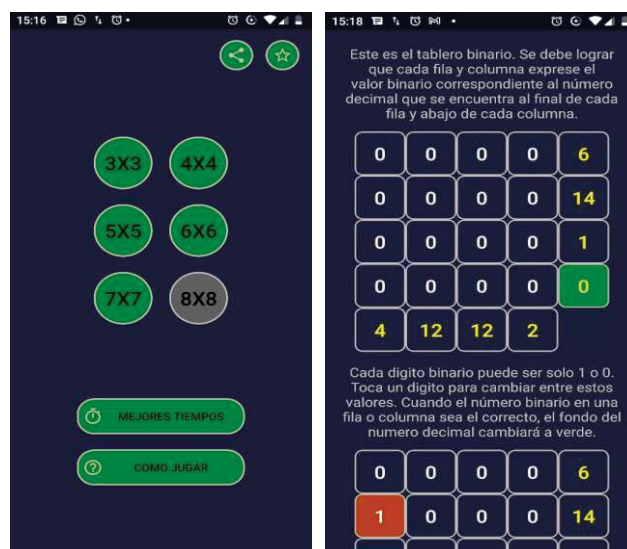 15:16
3X3 4X4
5X5 6X6
7X7 8X8
MEJORES TIEMPOS
COMO JUGAR
15:18
Este es el tablero binario. Se debe lograr
que cada fila y columna exprese el
valor binario correspondiente al número
decimal que se encuentra al final de cada
fila y abajo de cada columna.
0 0 0 0 6
0 0 0 0 14
0 0 0 0 1
0 0 0 0 0
4 12 12 2
Cada digito binario puede ser solo 1 o 0.
Toca un digito para cambiar entre estos
valores. Cuando el número binario en una
fila o columna sea el correcto, el fondo del
numero decimal cambiará a verde.
0 0 0 0 6
1 0 0 0 14